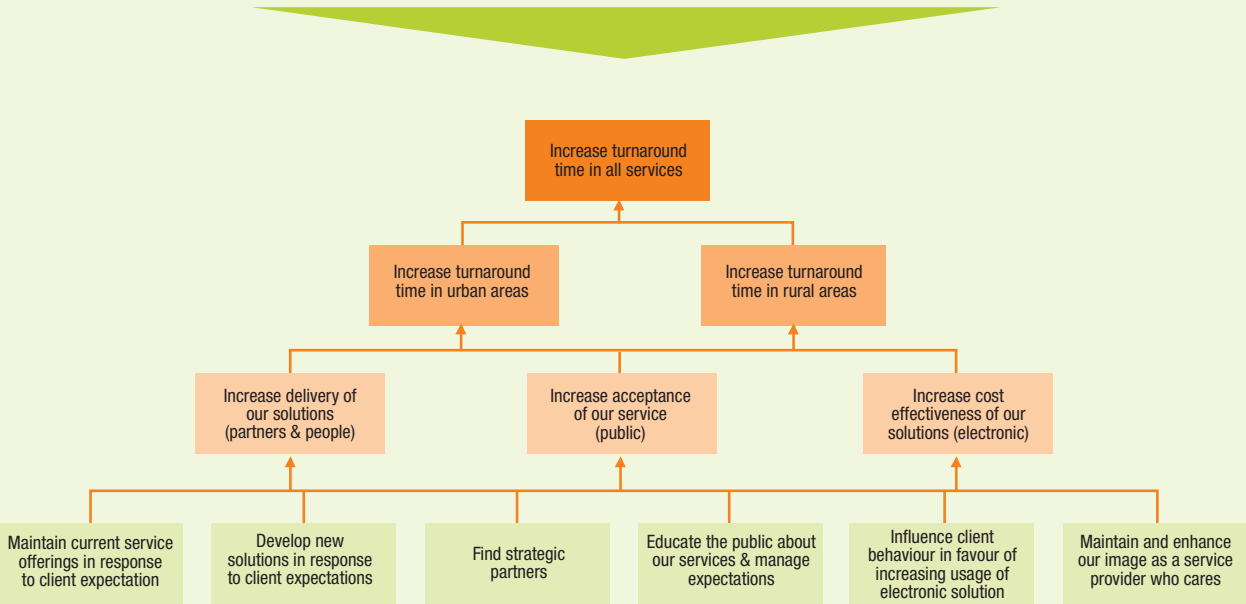 Increase turnaround
time in all services
Increase turnaround
time in urban areas
Increase turnaround
time in rural areas
Increase delivery of
our solutions
(partners & people)
Increase acceptance
of our service
(public)
Increase cost
effectiveness of our
solutions (electronic)
Maintain current service
offerings in response
to client expectation
Develop new
solutions in response
to client expectations
Find strategic
partners
Educate the public about
our services & manage
expectations
Influence client
behaviour in favour of
increasing usage of
electronic solution
Maintain and enhance
our image as a service
provider who cares